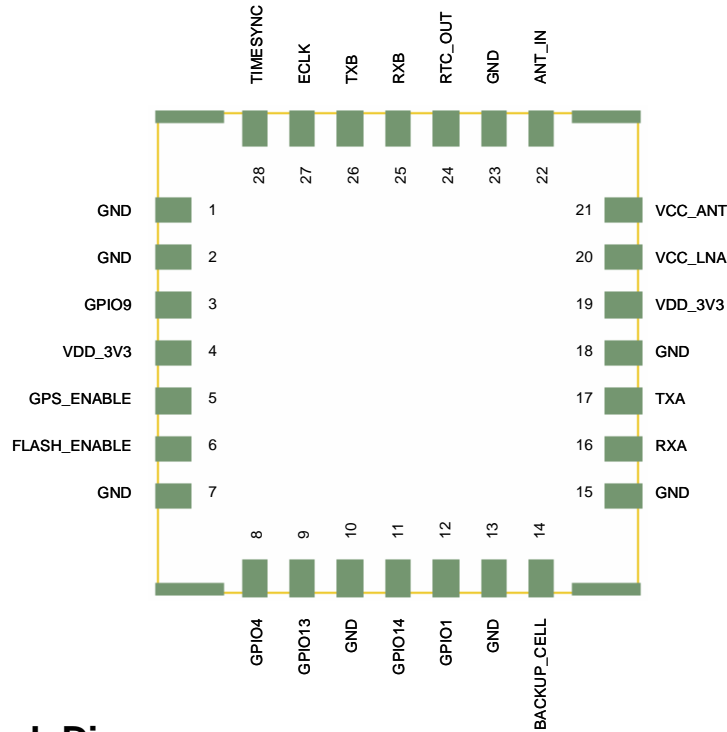 TIMESYNC
ECLK
TXB
RXB
RTC_OUT
GND
ANT_IN
28
27
26
25
24
23
22
GND 1
GND 2
GPIO9 3
VDD_3V3 4
GPS_ENABLE 5
FLASH_ENABLE 6
GND 7
21 VCC_ANT
20 VCC_LNA
19 VDD_3V3
18 GND
17 TXA
16 RXA
15 GND
8
9
10
11
12
13
14
GPIO4
GPIO13
GND
GPIO14
GPIO1
GND
BACKUP_CELL